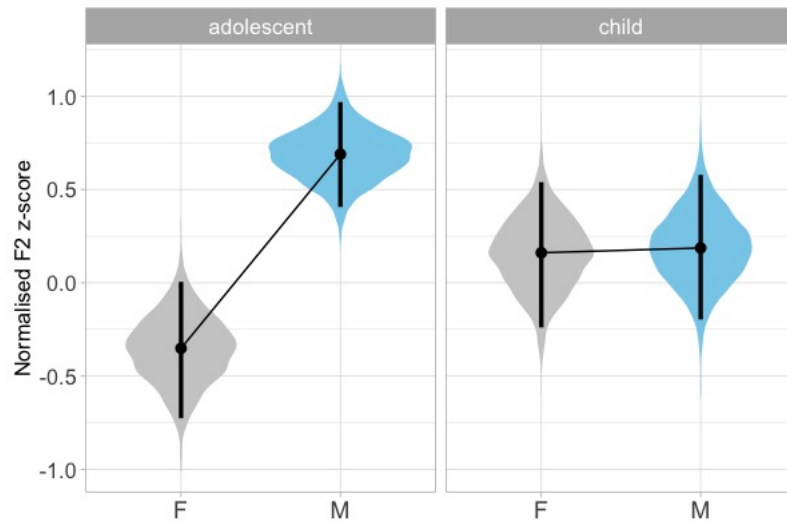 adolescent
child
Normalised F2 z-score
1.0
0.5
0.0
-0.5
-1.0
F
M
F
M